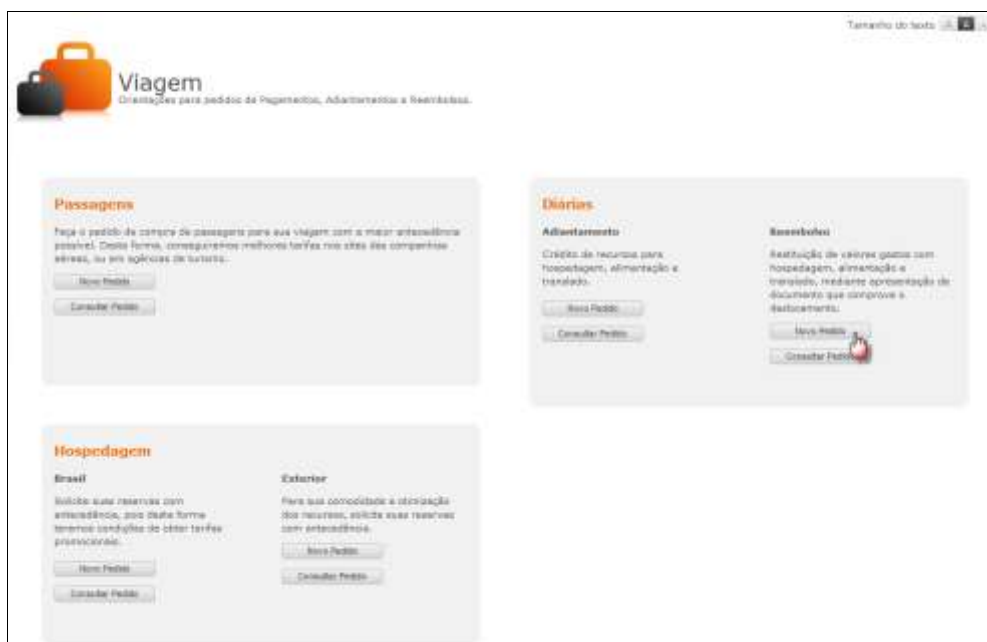 Tamanho do texto A A A
Viagem
Orientações para pedidos de Pagamentos, Adiantamentos e Reembolsos.
Passagens
Faça o pedido de compra de passagens para sua viagem com a maior antecedência
possível. Desta forma, conseguiremos melhores tarifas nos sites das companhias
aéreas, ou em agências de turismo.
Novo Pedido
Consultar Pedido
Diárias
Adiantamento
Crédito de recursos para
hospedagem, alimentação e
translado.
Novo Pedido
Consultar Pedido
Reembolso
Restituição de valores gastos com
hospedagem, alimentação e
translado, mediante apresentação de
documento que comprove o
deslocamento.
Novo Pedido
Consultar Pedido
Hospedagem
Brasil
Solicite suas reservas com
antecedência, pois desta forma
teremos condições de obter tarifas
promocionais.
Novo Pedido
Consultar Pedido
Exterior
Para sua comodidade e otimização
dos recursos, solicite suas reservas
com antecedência.
Novo Pedido
Consultar Pedido